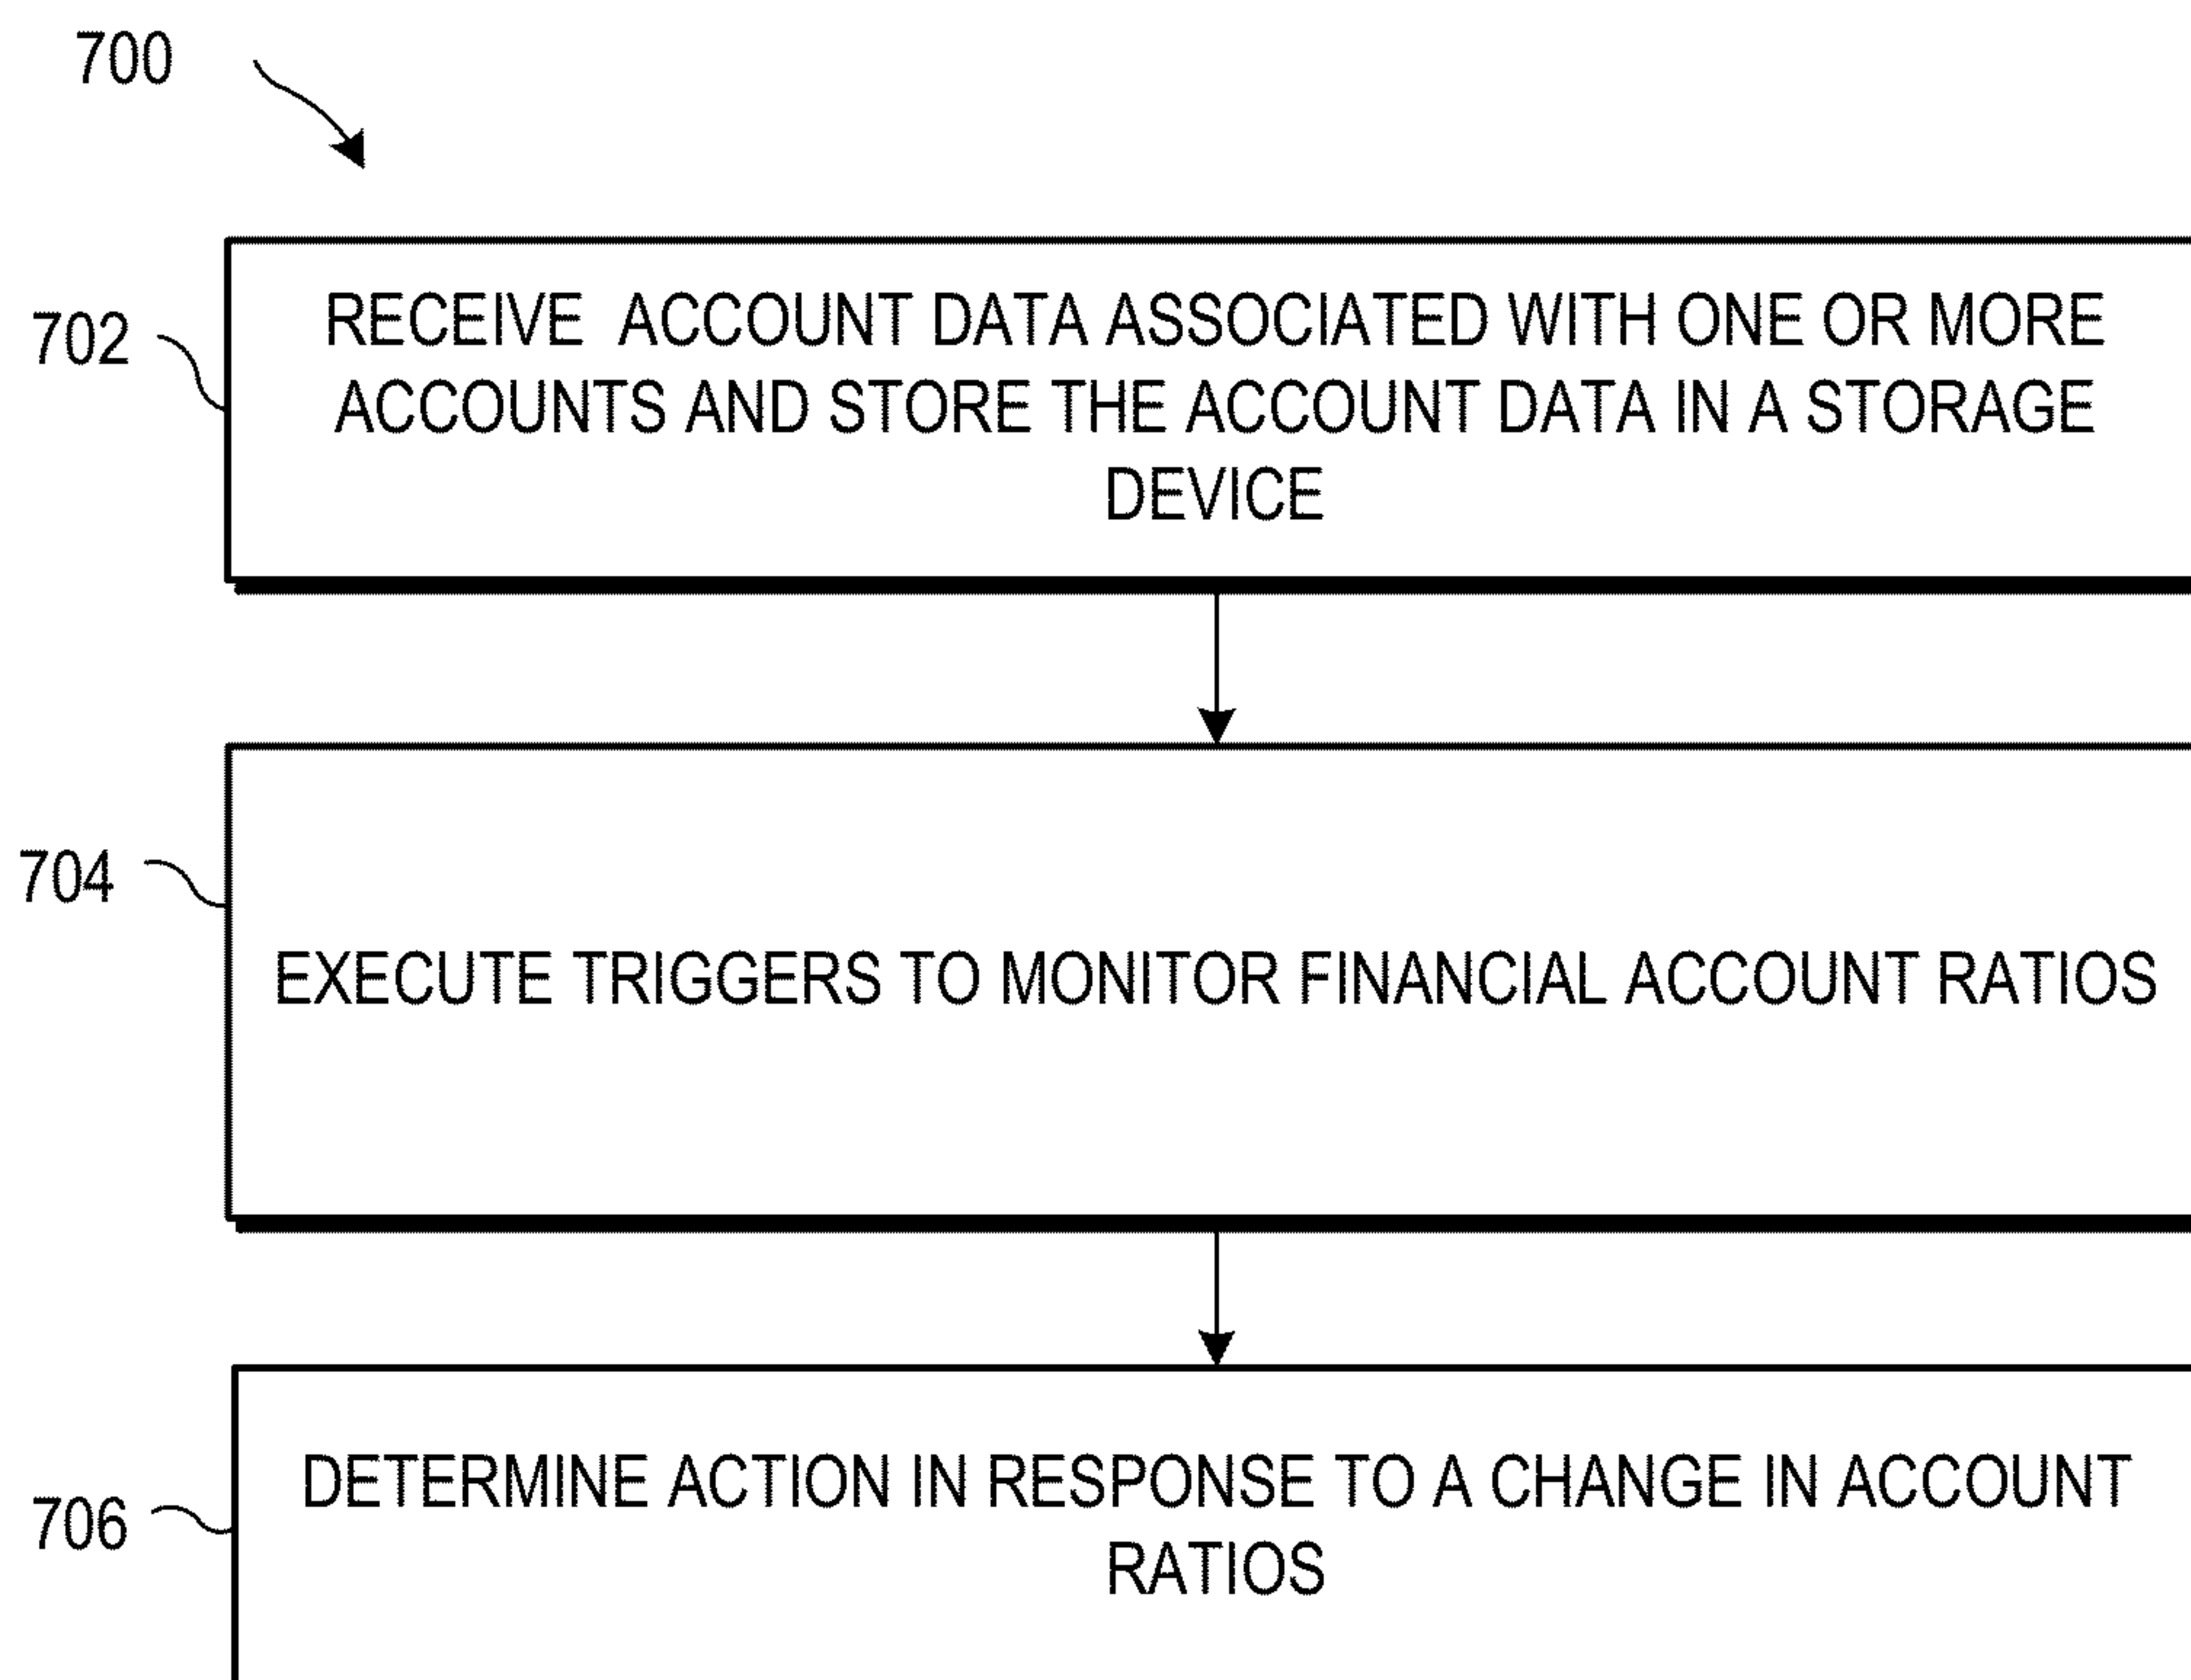 700
702
RECEIVE ACCOUNT DATA ASSOCIATED WITH ONE OR MORE
ACCOUNTS AND STORE THE ACCOUNT DATA IN A STORAGE
DEVICE
704
EXECUTE TRIGGERS TO MONITOR FINANCIAL ACCOUNT RATIOS
706
DETERMINE ACTION IN RESPONSE TO A CHANGE IN ACCOUNT
RATIOS